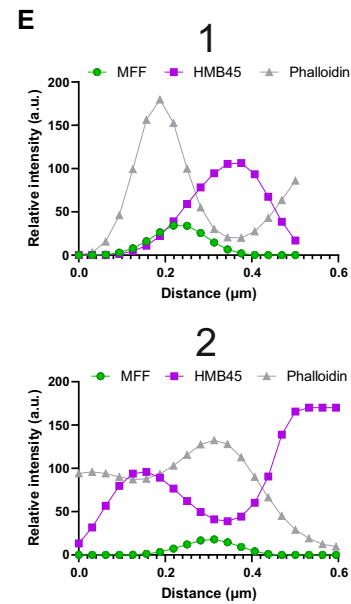 E
1
MFF HMB45 Phalloidin
Relative intensity (a.u.)
200
150
100
50
0
0.0 0.2 0.4 0.6
Distance (µm)
2
MFF HMB45 Phalloidin
Relative intensity (a.u.)
200
150
100
50
0
0.0 0.2 0.4 0.6
Distance (µm)